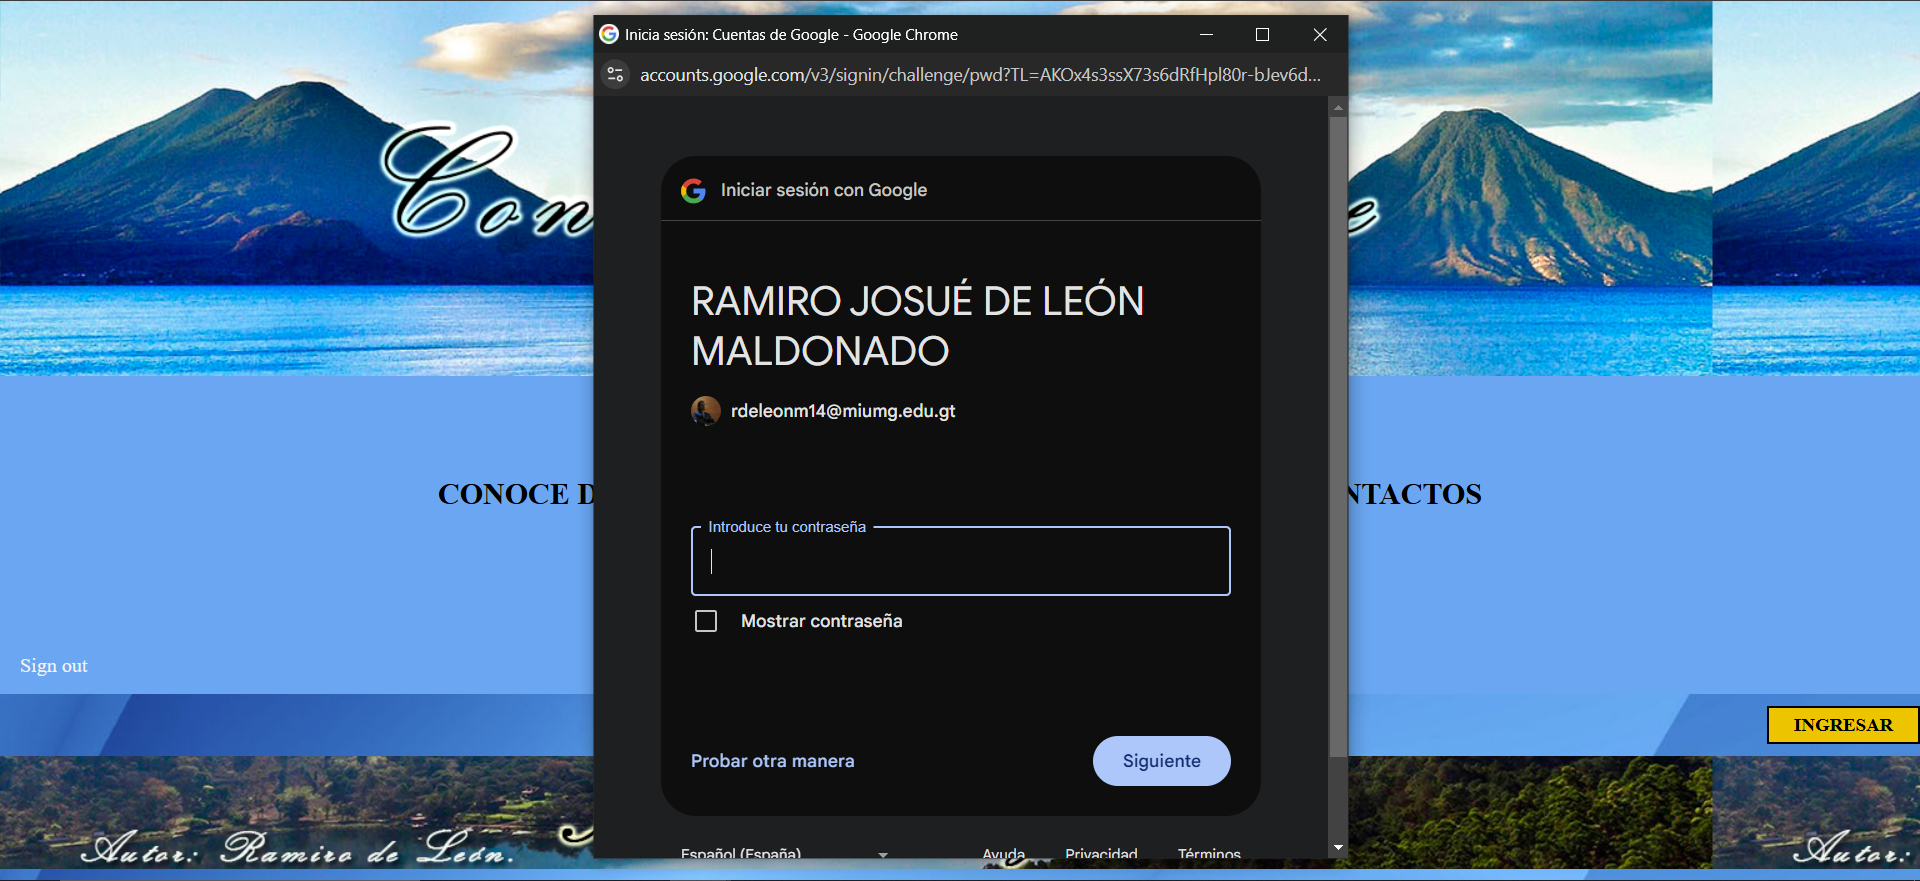 Inicia sesión: Cuentas de Google - Google Chrome
accounts.google.com/v3/signin/challenge/pwd?TL=AKOx4s3ssX73s6dRfHpl80r-bJev6d...
Iniciar sesión con Google
Con
e
RAMIRO JOSUÉ DE LEÓN
MALDONADO
rdeleonm14@miumg.edu.gt
CONOCE D
NTACTOS
Introduce tu contraseña
Mostrar contraseña
Sign out
INGRESAR
Probar otra manera
Siguiente
Autor: Ramiro de León.
Autor:
Español (España)
Ayuda
Privacidad
Términos